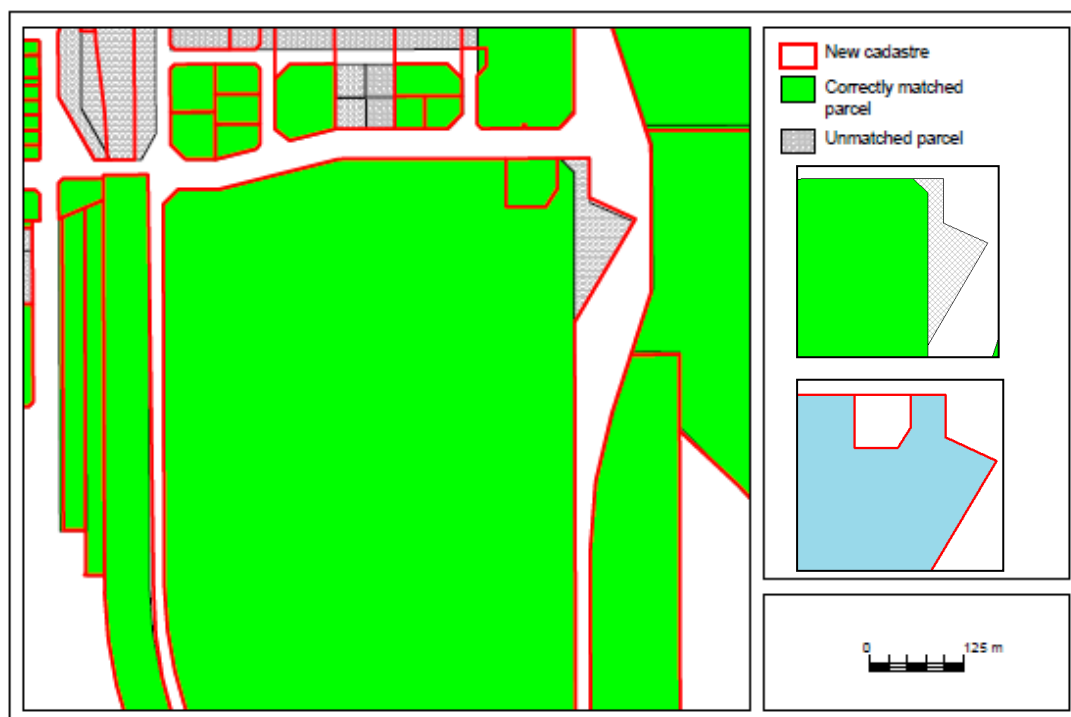 New cadastre
Correctly matched
parcel
Unmatched parcel
0 125 m